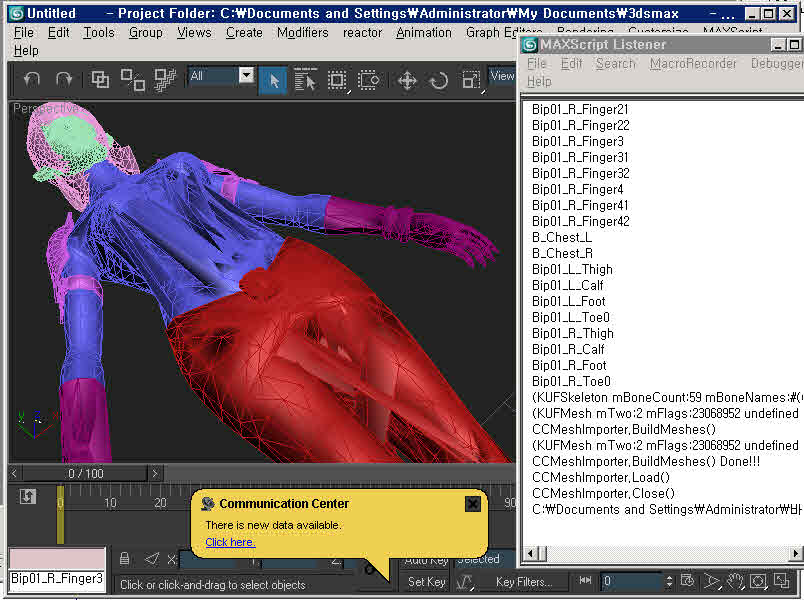 Untitled – Project Folder: C:₩Documents and Settings₩Administrator₩My Documents₩3dsmax – ...
File Edit Tools Group Views Create Modifiers reactor Animation Graph Editors Rendering Customize MAXScript
Help
All
View
Perspective
0 / 100
0 10 20 90
Communication Center
There is new data available.
Click here.
Bip01_R_Finger3
X:
Click or click-and-drag to select objects
Auto Key Selected
Set Key Key Filters...
0
MAXScript Listener
File Edit Search MacroRecorder Debugger
Help
Bip01_R_Finger21
Bip01_R_Finger22
Bip01_R_Finger3
Bip01_R_Finger31
Bip01_R_Finger32
Bip01_R_Finger4
Bip01_R_Finger41
Bip01_R_Finger42
B_Chest_L
B_Chest_R
Bip01_L_Thigh
Bip01_L_Calf
Bip01_L_Foot
Bip01_L_Toe0
Bip01_R_Thigh
Bip01_R_Calf
Bip01_R_Foot
Bip01_R_Toe0
(KUFSkeleton mBoneCount:59 mBoneNames:#(
(KUFMesh mTwo:2 mFlags:23068952 undefined
CCMeshImporter.BuildMeshes()
(KUFMesh mTwo:2 mFlags:23068952 undefined
CCMeshImporter.BuildMeshes() Done!!!
CCMeshImporter.Load()
CCMeshImporter.Close()
C:₩Documents and Settings₩Administrator₩바